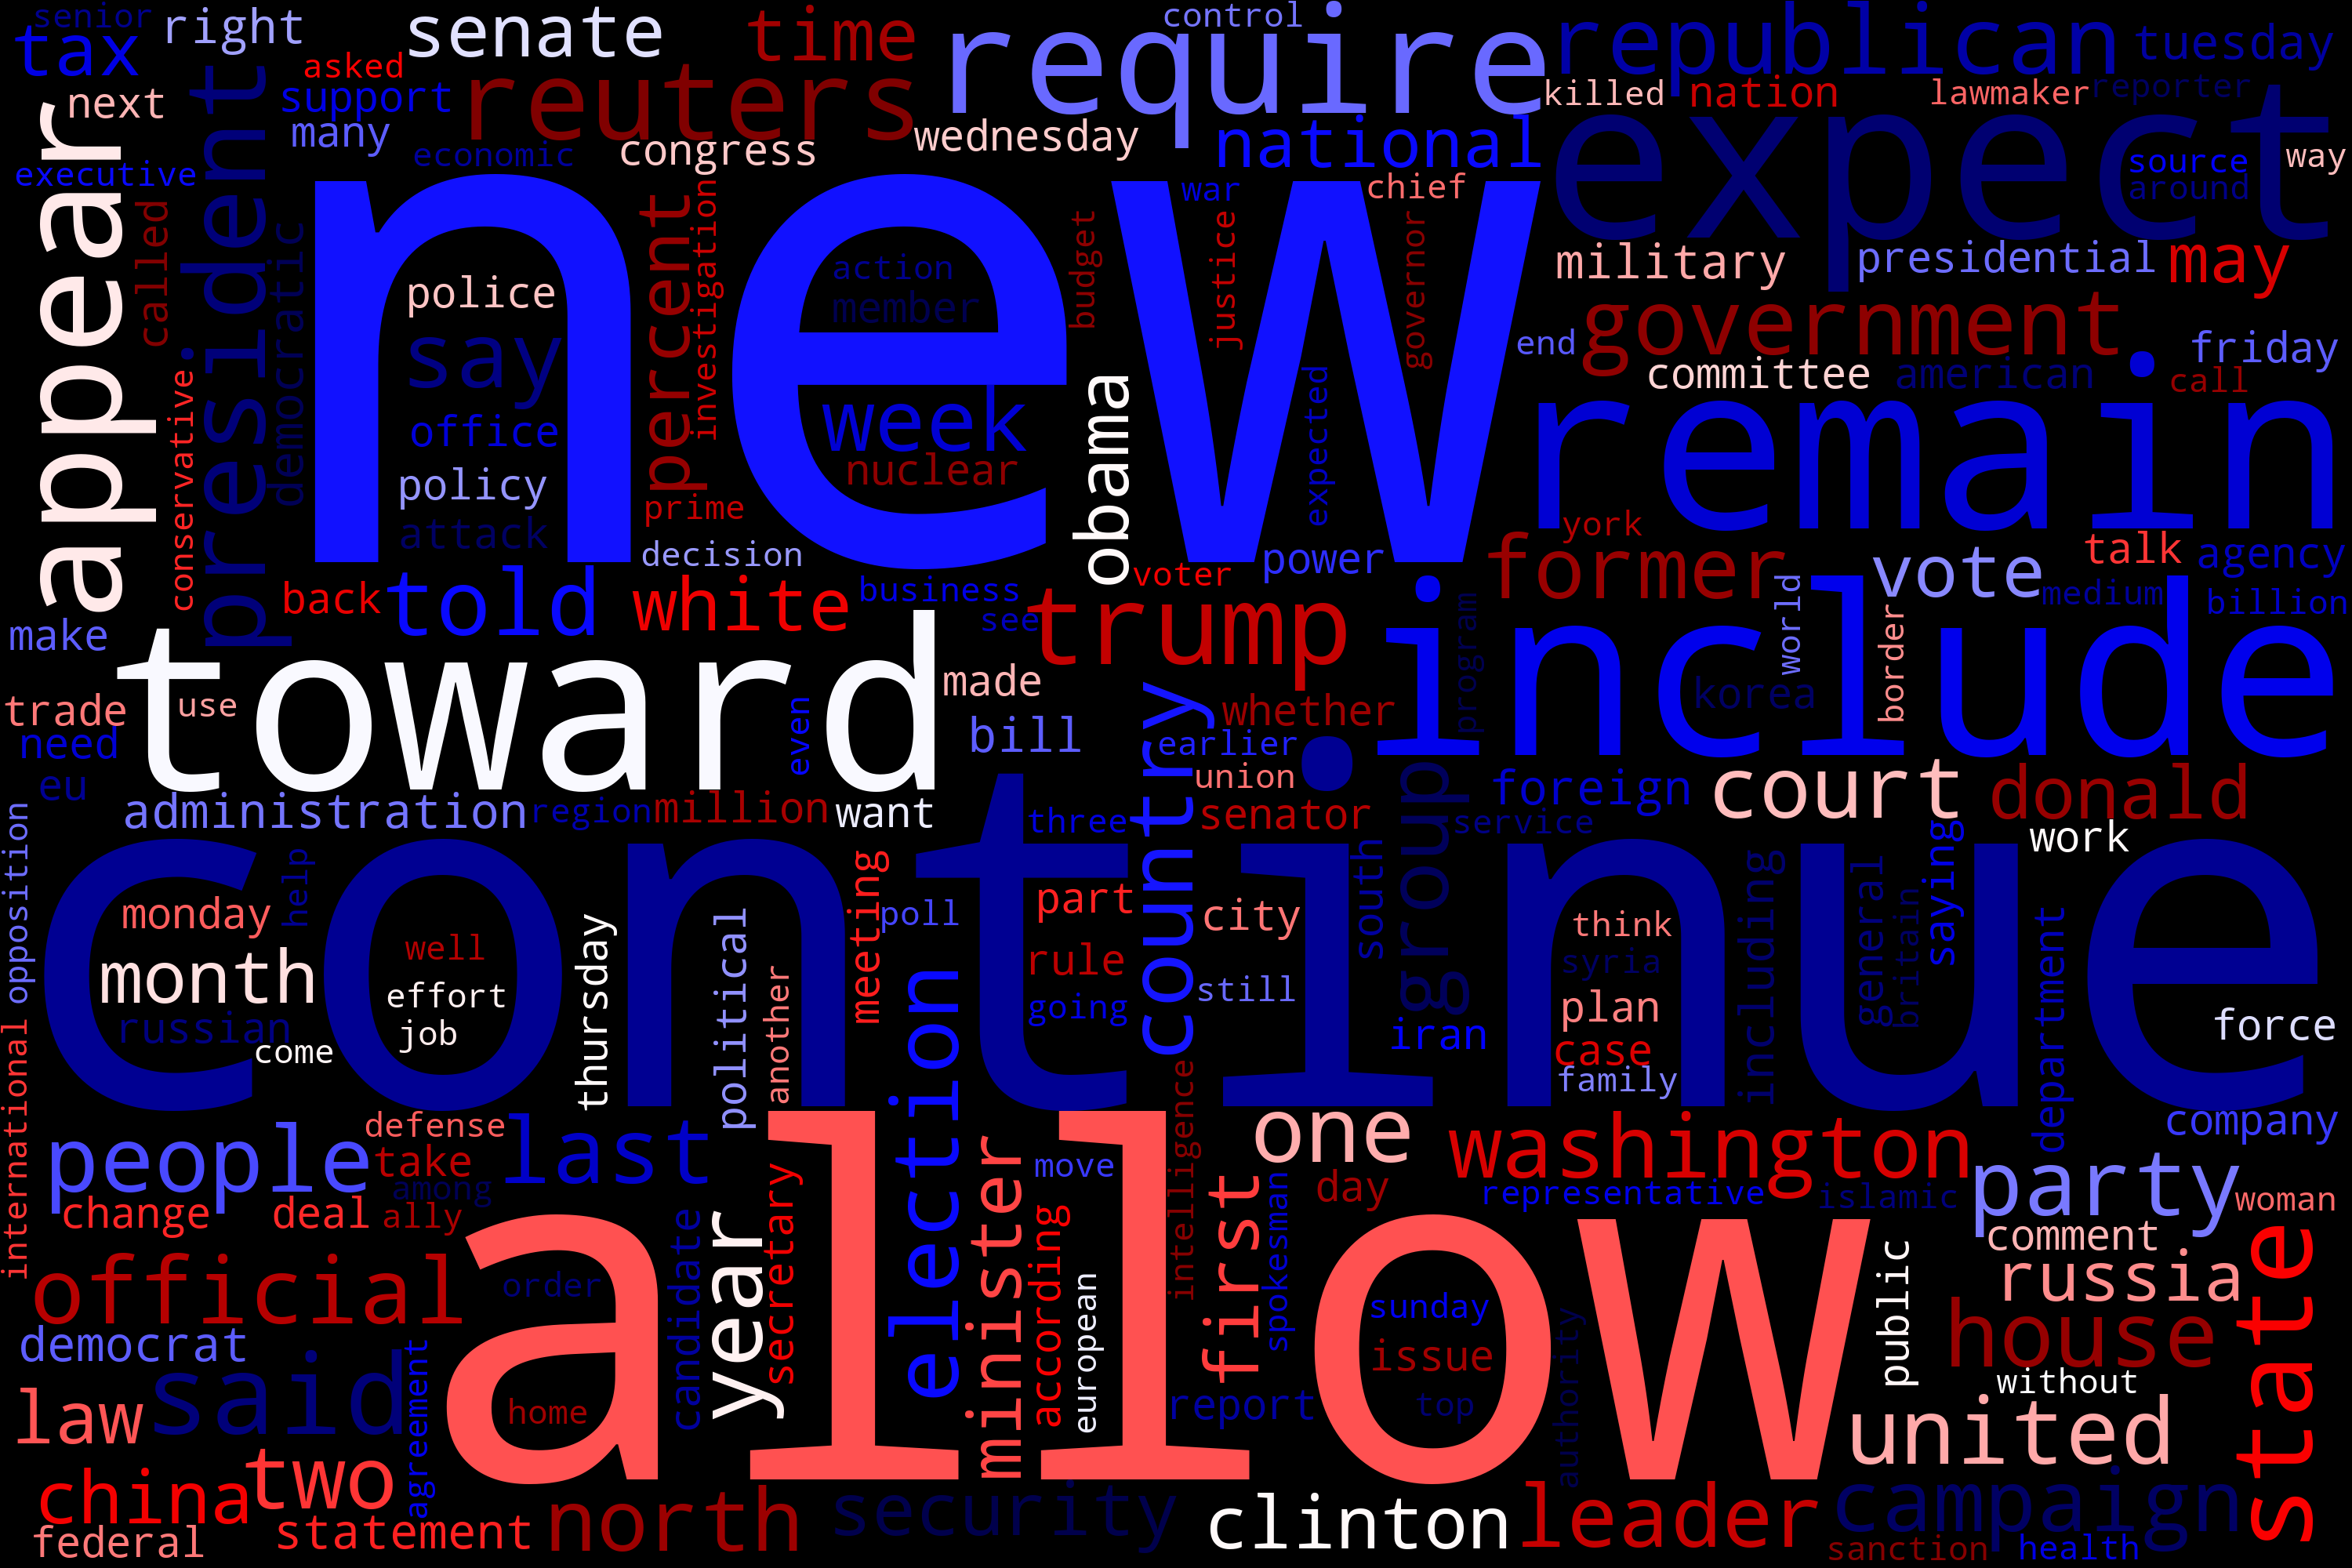 senior
tax
right
senate
time
control
require
republican
tuesday
asked
support
many
next
executive
reuters
economic
congress
wednesday
national
killed
nation
lawmaker
reporter
expect
source
around
way
war
chief
appear
called
president
democratic
conservative
new
percent
investigation
police
say
office
policy
attack
action
member
week
nuclear
budget
justice
governor
obama
expected
end
military
presidential
may
government
committee
american
friday
call
remain
prime
decision
york
former
vote
talk
agency
power
voter
back
told
white
business
see
trump
program
include
world
border
medium
billion
korea
make
toward
trade
use
need
eu
even
made
bill
country
whether
earlier
union
senator
group
foreign
court
donald
administration
region
million
want
three
service
work
opposition
international
continue
help
monday
month
russian
come
well
effort
job
thursday
political
another
meeting
poll
part
rule
going
city
still
south
iran
think
syria
plan
case
family
including
general
britain
saying
department
force
election
people
defense
take
among
last
change
deal
ally
allow
minister
move
intelligence
one
first
day
washington
representative
islamic
party
company
woman
official
order
candidate
year
secretary
according
european
spokesman
sunday
issue
top
authority
public
comment
russia
house
state
democrat
law
said
agreement
home
report
without
united
china
two
federal
statement
north
security
clinton
leader
campaign
sanction
health